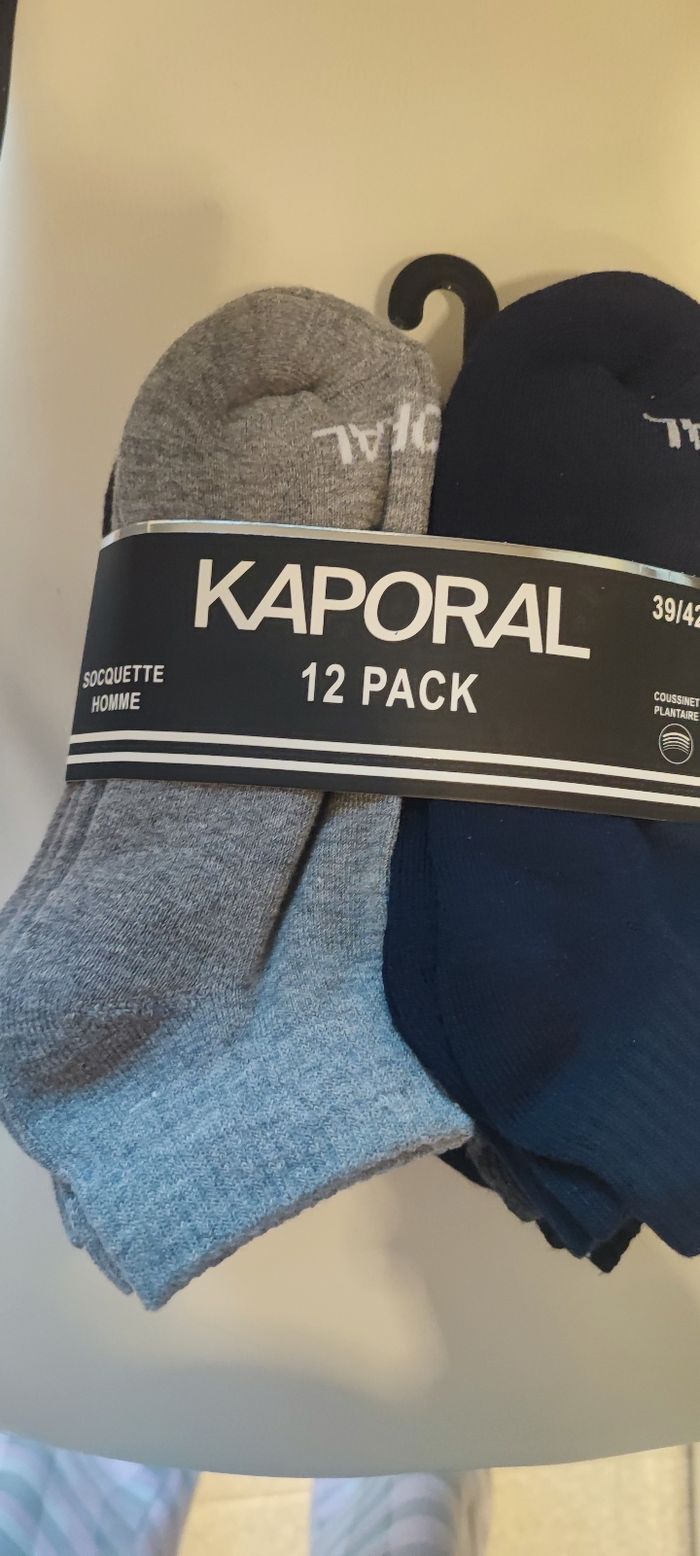 KAPORAL
12 PACK
SOCQUETTE
HOMME
39/42
COUSSINET
PLANTAIRE